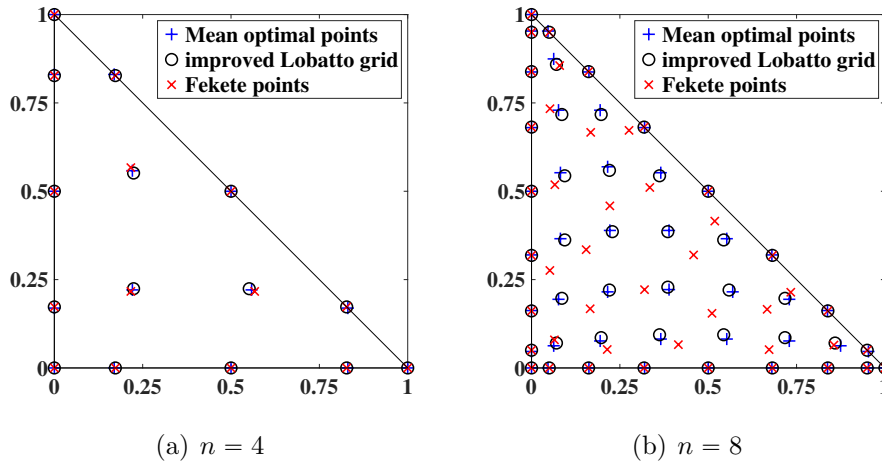 1
0.75
0.5
0.25
0
0
0.25
0.5
0.75
1
Mean optimal points
improved Lobatto grid
Fekete points
(a) n = 4
1
0.75
0.5
0.25
0
0
0.25
0.5
0.75
1
Mean optimal points
improved Lobatto grid
Fekete points
(b) n = 8